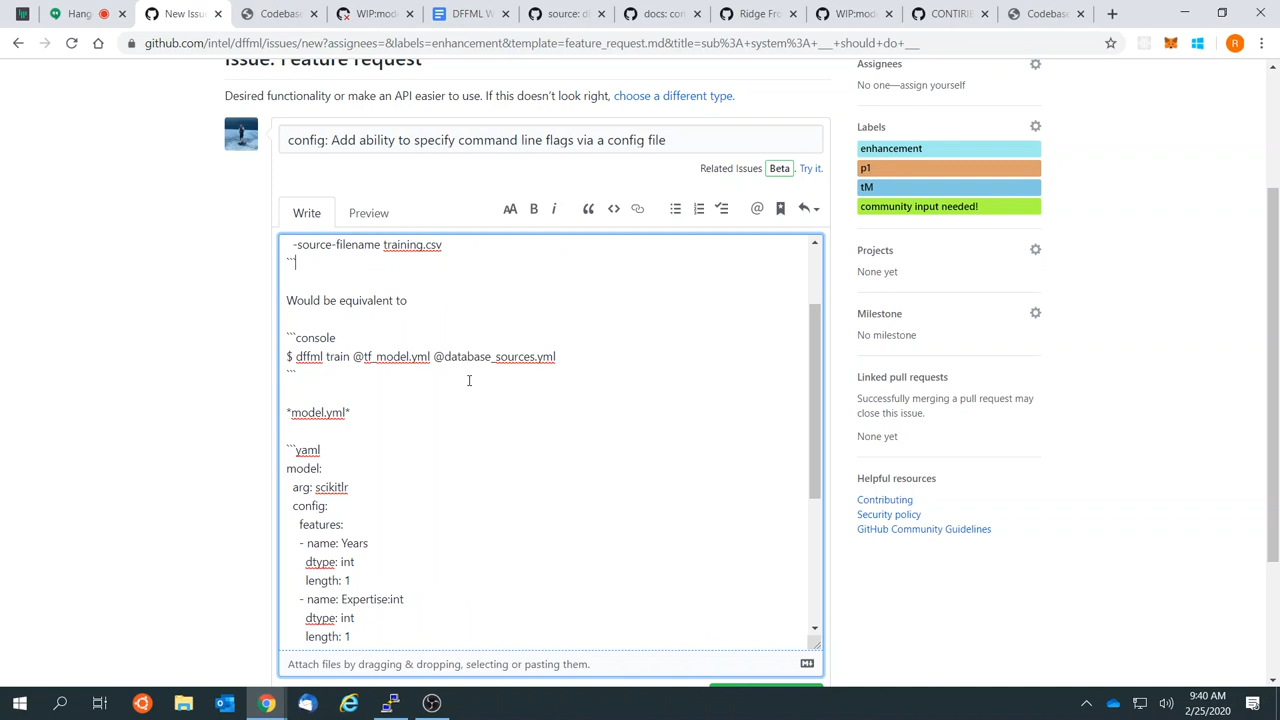 Hang
New Issu
Codebase
WIP:mod
DFFML W
source: dl
docs: con
Ridge Fro
WIP:mod
CONTIRIE
Codebase
github.com/intel/dffml/issues/new?assignees=&labels=enhancement&template=feature_request.md&title=sub%3A+system%3A+___+should+do+___
R
Issue: Feature request
Desired functionality or make an API easier to use. If this doesn't look right, choose a different type.
config: Add ability to specify command line flags via a config file
Related Issues Beta . Try it.
Write
Preview
-source-filename training.csv
```
Would be equivalent to
```console
$ dffml train @tf_model.yml @database_sources.yml
```
*model.yml*
```yaml
model:
arg: scikitlr
config:
features:
- name: Years
dtype: int
length: 1
- name: Expertise:int
dtype: int
length: 1
Attach files by dragging & dropping, selecting or pasting them.
Assignees
No one—assign yourself
Labels
enhancement
p1
tM
community input needed!
Projects
None yet
Milestone
No milestone
Linked pull requests
Successfully merging a pull request may
close this issue.
None yet
Helpful resources
Contributing
Security policy
GitHub Community Guidelines
9:40 AM
2/25/2020